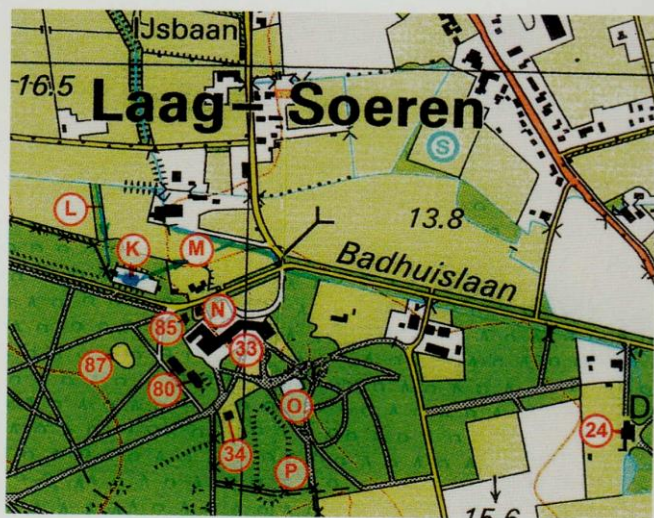 IJsbaan
16.5
Laag-Soeren
S
L
13.8
K
M
Badhuislaan
N
85
33
87
80
O
24
D
34
P
15.6